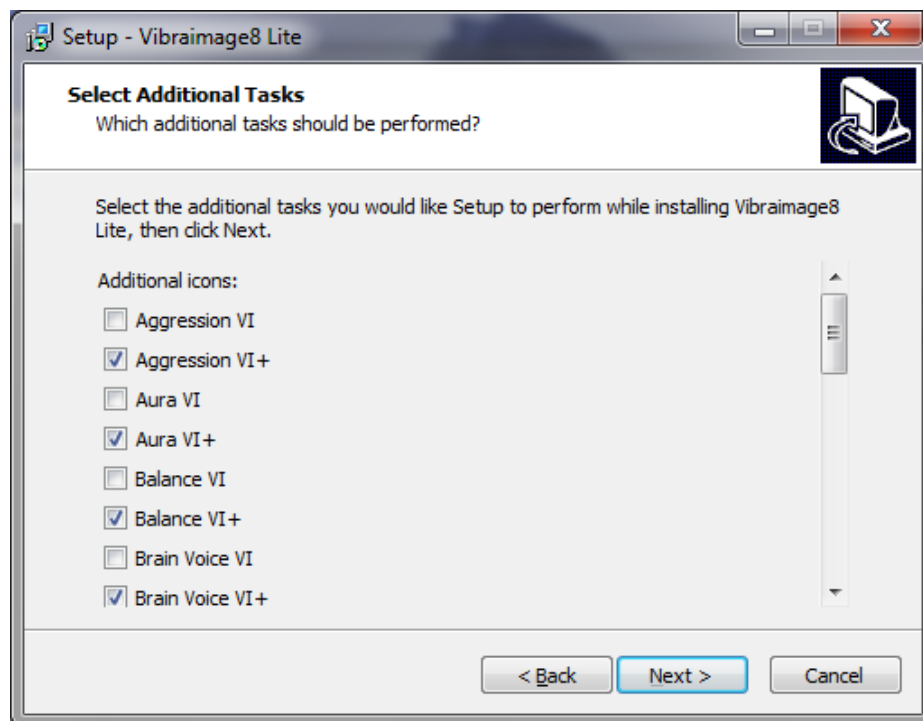 Setup - Vibraimage8 Lite
Select Additional Tasks
Which additional tasks should be performed?
Select the additional tasks you would like Setup to perform while installing Vibraimage8
Lite, then click Next.
Additional icons:
Aggression VI
Aggression VI+
Aura VI
Aura VI+
Balance VI
Balance VI+
Brain Voice VI
Brain Voice VI+
< Back
Next >
Cancel